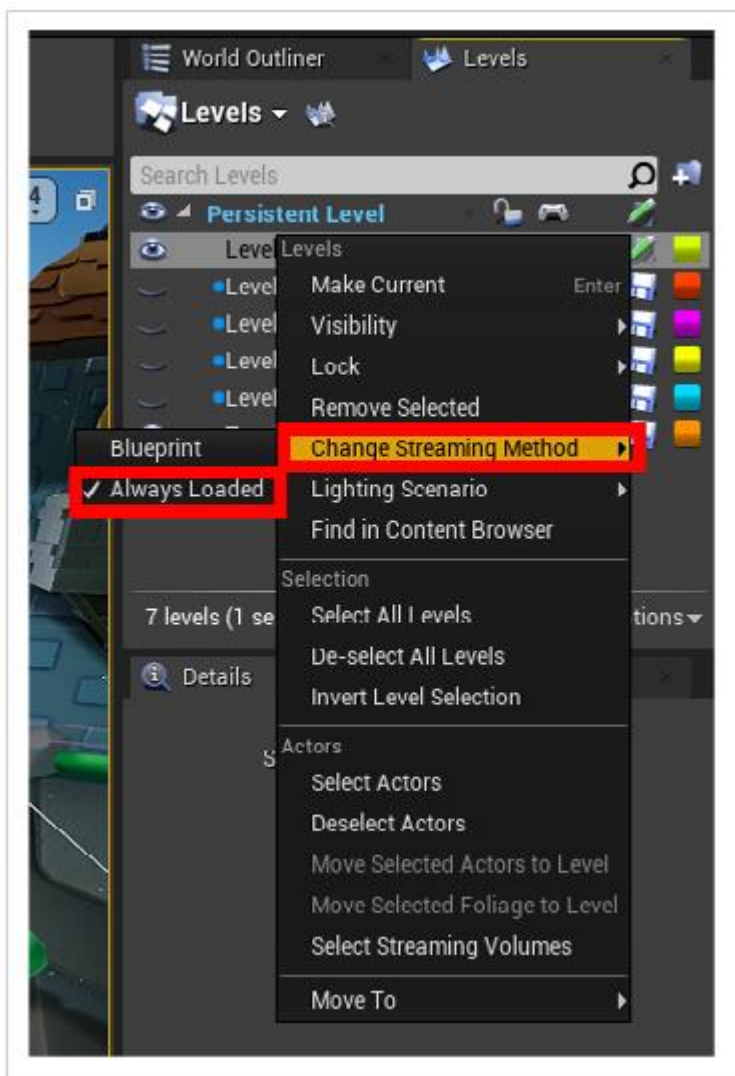 World Outliner Levels
Levels
Search Levels
4
Persistent Level
Level Levels
Level Make Current Enter
Level Visibility
Level Lock
Level Remove Selected
Blueprint Change Streaming Method
Always Loaded Lighting Scenario
Find in Content Browser
Selection
7 levels (1 se Select All Levels tions
De-select All Levels
Details
Invert Level Selection
Actors
S
Select Actors
Deselect Actors
Move Selected Actors to Level
Move Selected Foliage to Level
Select Streaming Volumes
Move To